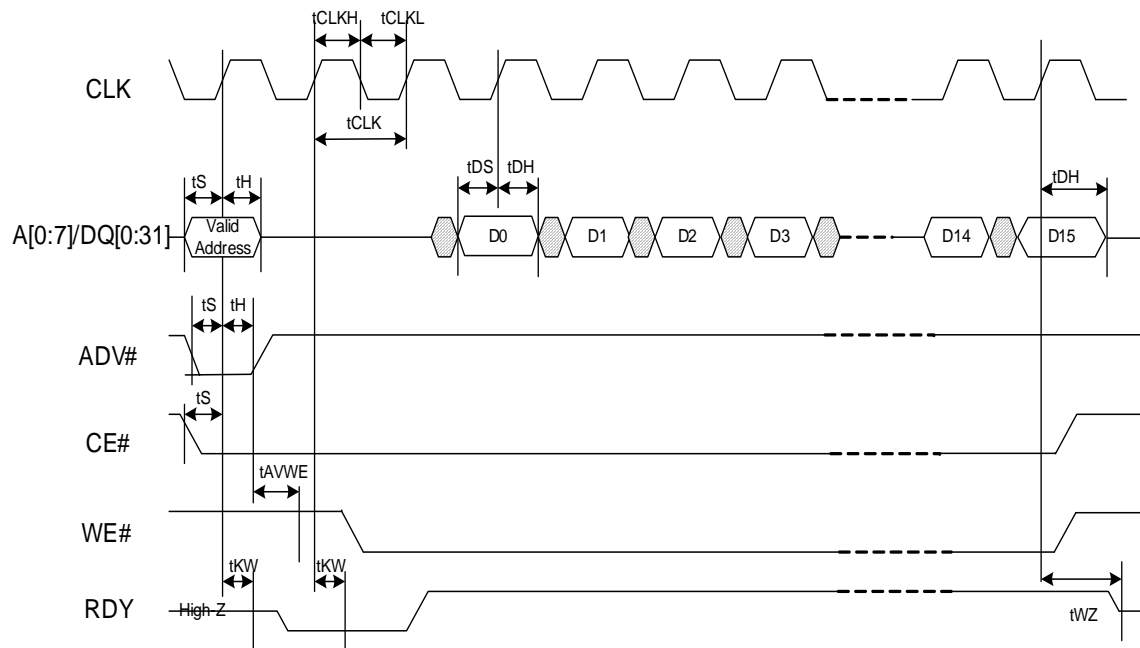 tCLKH tCLKL
CLK
tCLK
tDS tDH
tS tH
tDH
A[0:7]/DQ[0:31]
Valid
Address
D0 D1 D2 D3 D14 D15
tS tH
ADV#
tS
CE#
tAVWE
WE#
tKW tKW
High-Z
RDY
tWZ